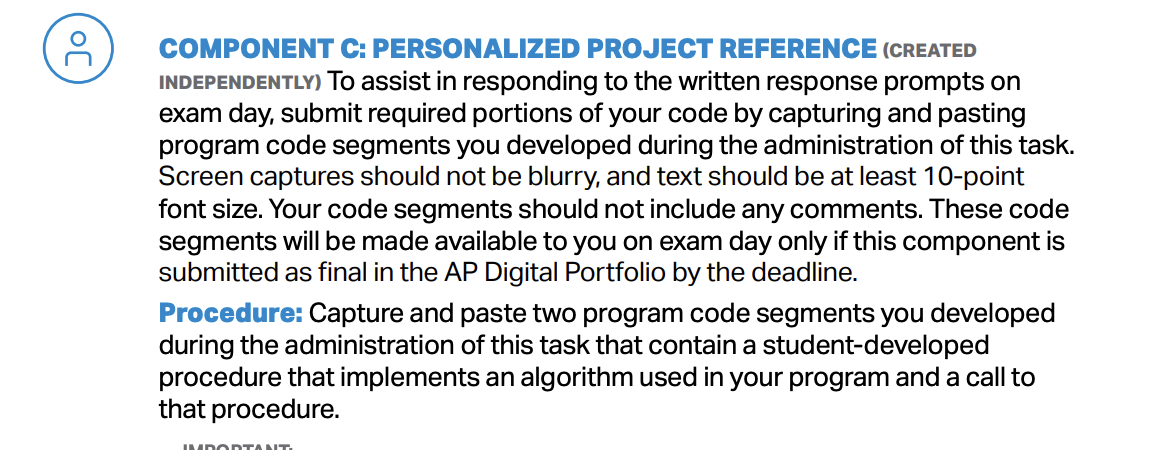 COMPONENT C: PERSONALIZED PROJECT REFERENCE (CREATED
INDEPENDENTLY) To assist in responding to the written response prompts on
exam day, submit required portions of your code by capturing and pasting
program code segments you developed during the administration of this task.
Screen captures should not be blurry, and text should be at least 10-point
font size. Your code segments should not include any comments. These code
segments will be made available to you on exam day only if this component is
submitted as final in the AP Digital Portfolio by the deadline.
Procedure: Capture and paste two program code segments you developed
during the administration of this task that contain a student-developed
procedure that implements an algorithm used in your program and a call to
that procedure.
IMPORTANT: